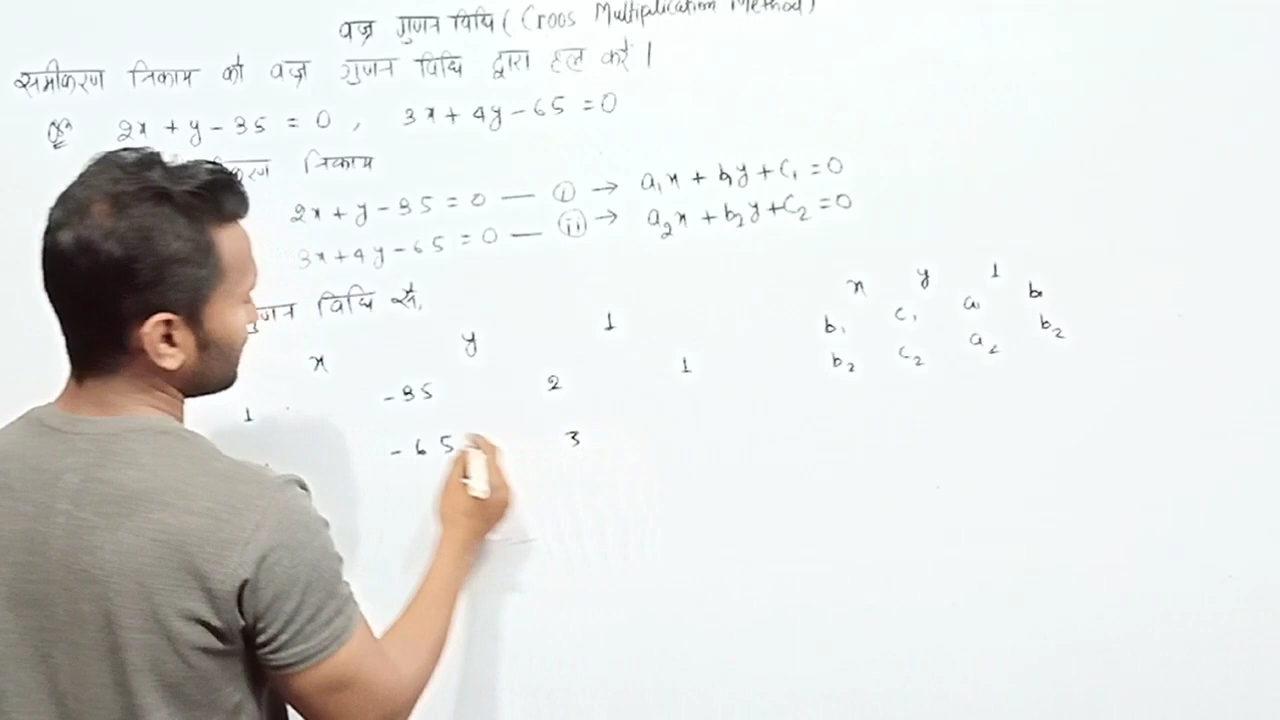 वज्र गुणन विधि ( Croos Multiplication Method)
समीकरण निकाय को वज्र गुणन विधि द्वारा हल करें।
2x + y - 35 = 0 , 3x + 4y - 65 = 0
निकाय
2x + y - 35 = 0 — (i) → a₁x + b₁y + c₁ = 0
3x + 4y - 65 = 0 — (ii) → a₂x + b₂y + c₂ = 0
गुणन विधि से,
x y 1
1 -35 2 1
-65 3
x y 1
b₁ c₁ a₁ b₁
b₂ c₂ a₂ b₂